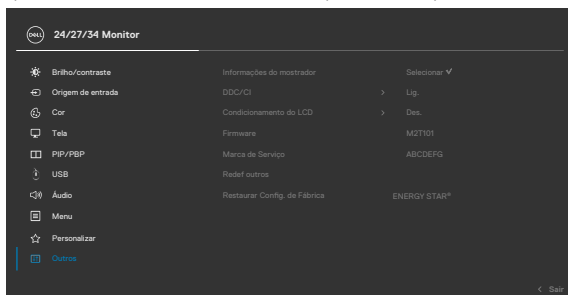 DELL 24/27/34 Monitor
Brilho/contraste Informações do mostrador Selecionar ✓
Origem de entrada DDC/CI > Lig.
Cor Condicionamento do LCD > Des.
Tela Firmware M2T101
PIP/PBP Marca de Serviço ABCDEFG
USB Redef outros
Áudio Restaurar Config. de Fábrica ENERGY STAR®
Menu
Personalizar
Outros
< Sair